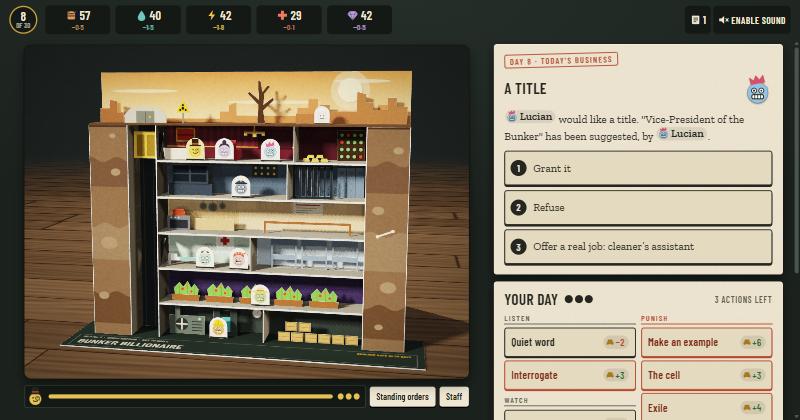 8
OF 30
57
-0.5
40
-1.5
42
-1.8
29
-0.1
42
-0.5
1
ENABLE SOUND
BUNKER BILLIONAIRE
DAY 8 · TODAY'S BUSINESS
A TITLE
Lucian would like a title. "Vice-President of the
Bunker" has been suggested, by Lucian .
1 Grant it
2 Refuse
3 Offer a real job: cleaner's assistant
YOUR DAY
3 ACTIONS LEFT
LISTEN
PUNISH
Quiet word -2
Make an example +6
Interrogate +3
The cell +3
WATCH
Exile +4
Standing orders
Staff